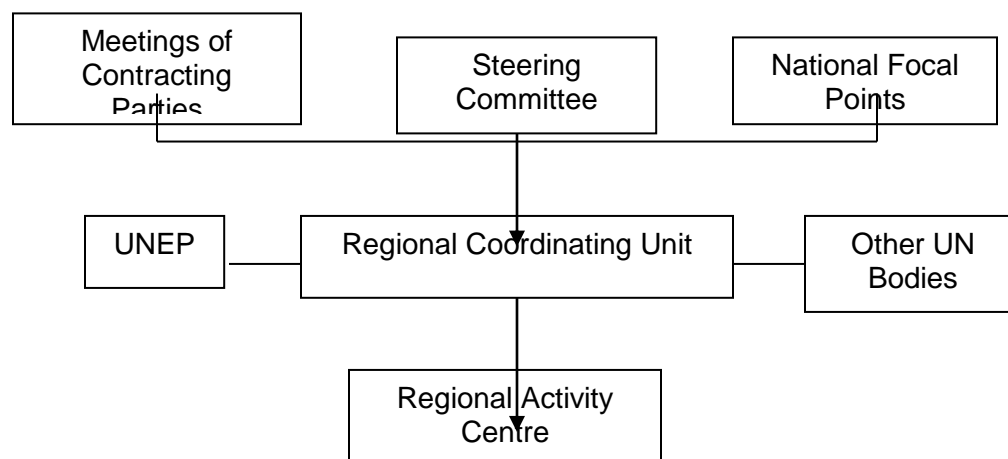 Meetings of
Contracting
Parties
Steering
Committee
National Focal
Points
UNEP
Regional Coordinating Unit
Other UN
Bodies
Regional Activity
Centre